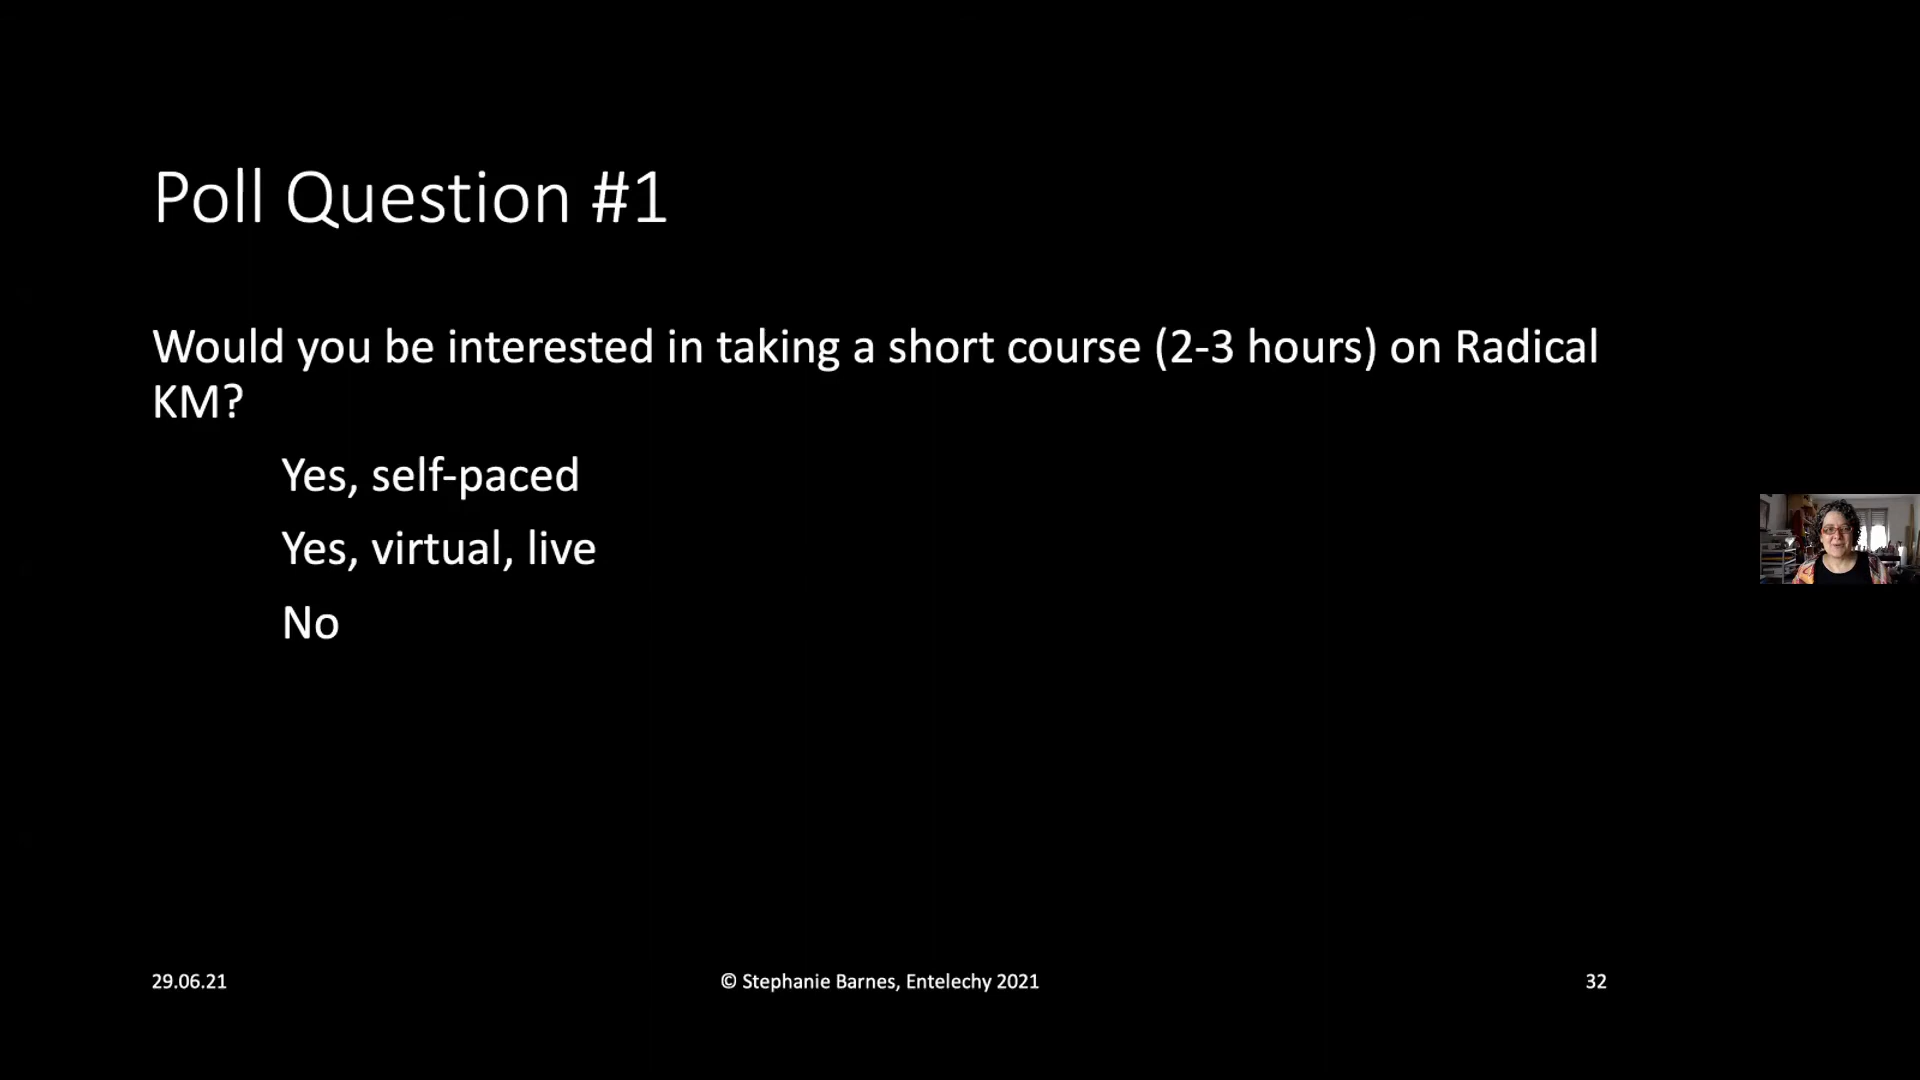 Poll Question #1
Would you be interested in taking a short course (2-3 hours) on Radical
KM?
Yes, self-paced
Yes, virtual, live
No
29.06.21
© Stephanie Barnes, Entelechy 2021
32